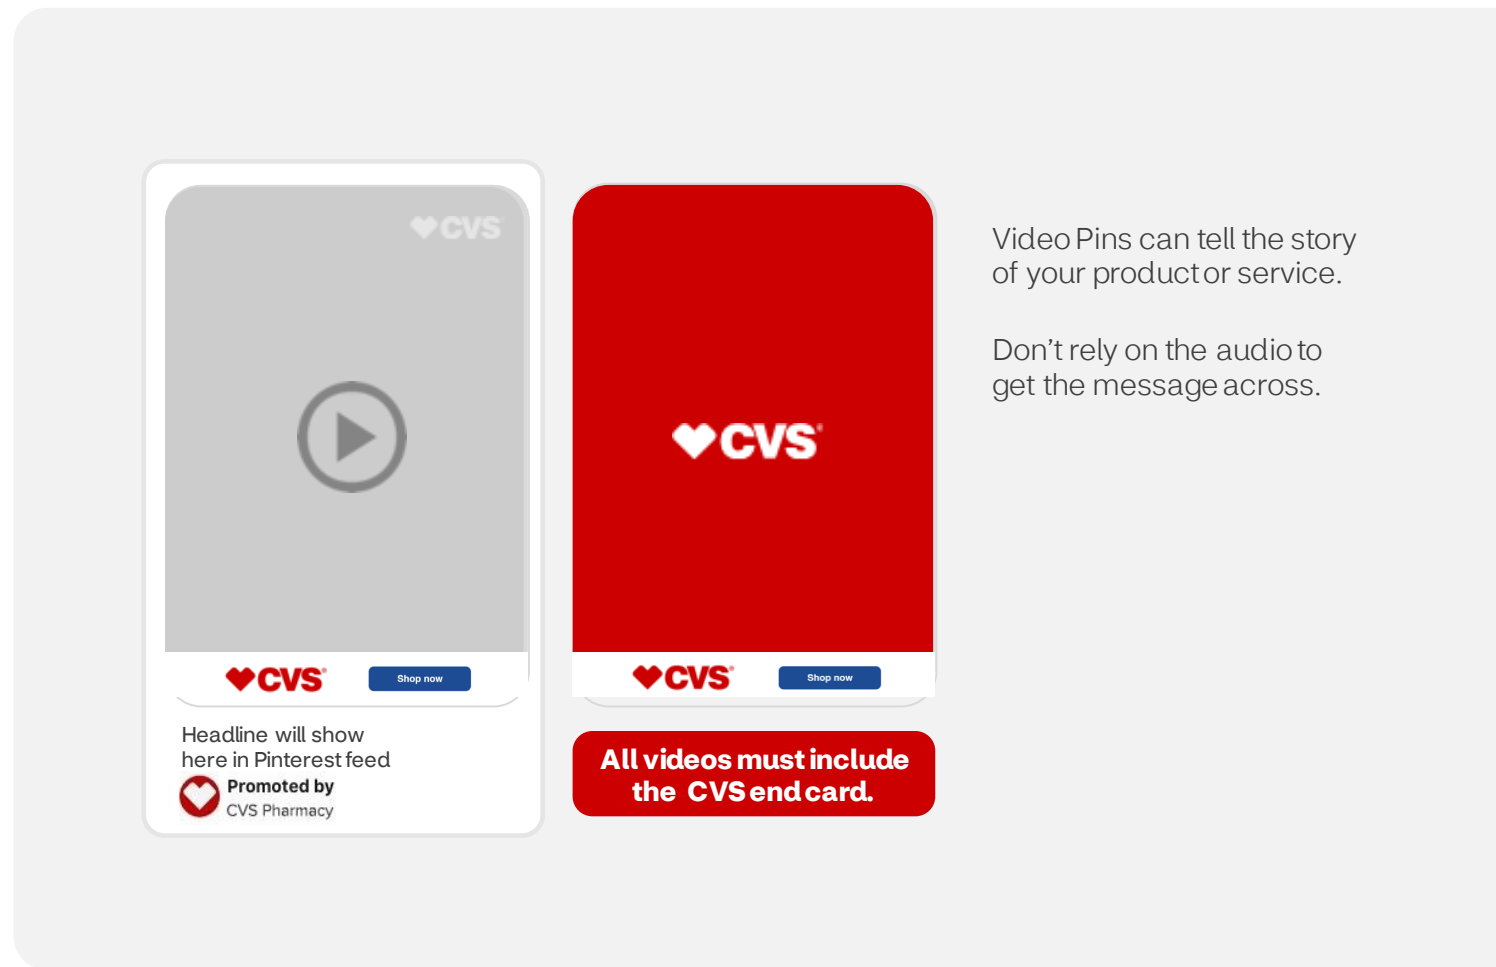 CVS
CVS®
Shop now
Headline will show
here in Pinterest feed
Promoted by
CVS Pharmacy
CVS®
CVS®
Shop now
All videos must include
the CVS end card.
Video Pins can tell the story
of your product or service.
Don’t rely on the audio to
get the message across.